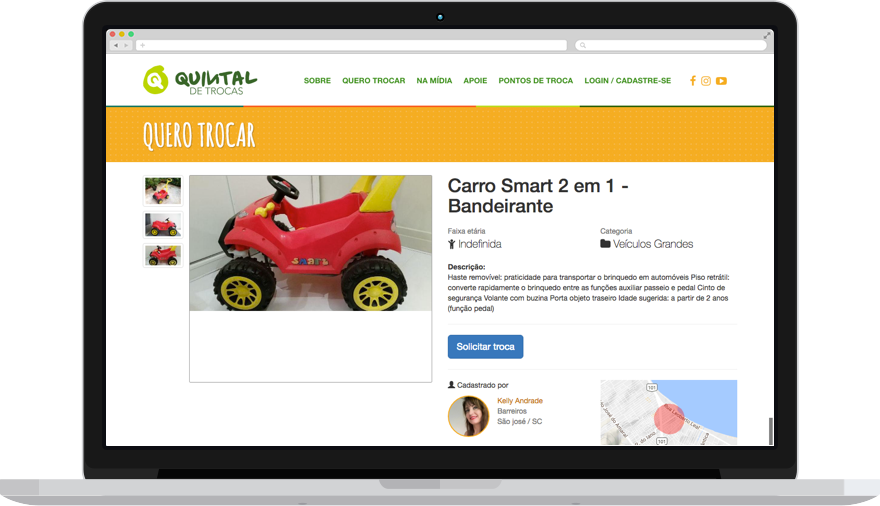 QUINTAL
DE TROCAS
SOBRE QUERO TROCAR NA MÍDIA APOIE PONTOS DE TROCA LOGIN / CADASTRE-SE
QUERO TROCAR
smart
Carro Smart 2 em 1 -
Bandeirante
Faixa etária
Indefinida
Categoria
Veículos Grandes
Descrição:
Haste removível: praticidade para transportar o brinquedo em automóveis Piso retrátil:
converte rapidamente o brinquedo entre as funções auxiliar passeio e pedal Cinto de
segurança Volante com buzina Porta objeto traseiro Idade sugerida: a partir de 2 anos
(função pedal)
Solicitar troca
Cadastrado por
Kelly Andrade
Barreiros
São josé / SC
101
101